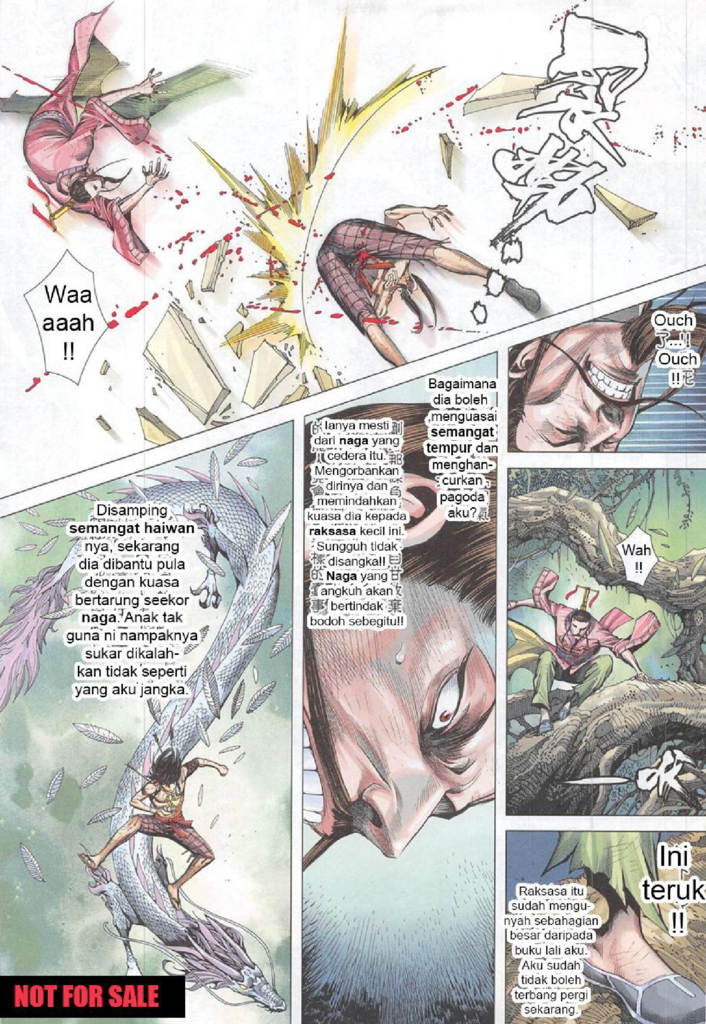 Waa
aaah
!!
Ouch
...!
Ouch
!!
Bagaimana
dia boleh
menguasai
semangat
tempur dan
menghan-
curkan
pagoda
aku?
Ianya mesti
dari naga yang
cedera itu.
Mengorbankan
dirinya dan
memindahkan
kuasa dia kepada
raksasa kecil ini.
Sungguh tidak
disangka!!
Naga yang
angkuh akan
bertindak
bodoh sebegitu!!
Disamping
semangat haiwan
nya, sekarang
dia dibantu pula
dengan kuasa
bertarung seekor
naga. Anak tak
guna ni nampaknya
sukar dikalah-
kan tidak seperti
yang aku jangka.
Wah
!!
Ini
teruk
!!
Raksasa itu
sudah mengu-
nyah sebahagian
besar daripada
buku lali aku.
Aku sudah
tidak boleh
terbang pergi
sekarang.
NOT FOR SALE